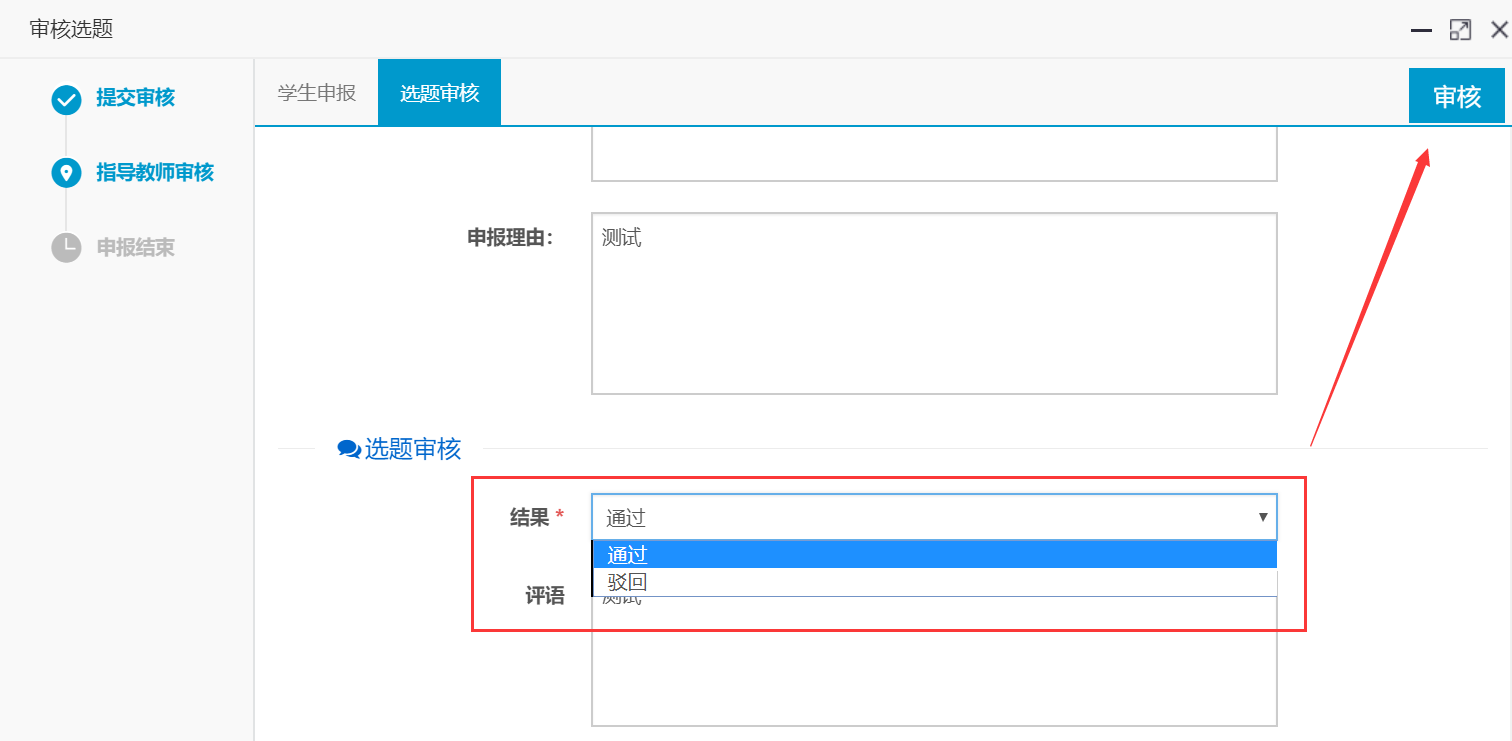 审核选题
提交审核
指导教师审核
申报结束
学生申报
选题审核
审核
申报理由：
测试
选题审核
结果 *
通过
通过
驳回
评语
测试